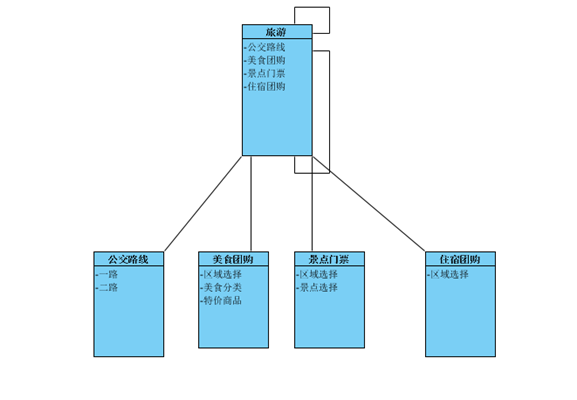 旅游
-公交路线
-美食团购
-景点门票
-住宿团购
公交路线
-一路
-二路
美食团购
-区域选择
-美食分类
-特价商品
景点门票
-区域选择
-景点选择
住宿团购
-区域选择